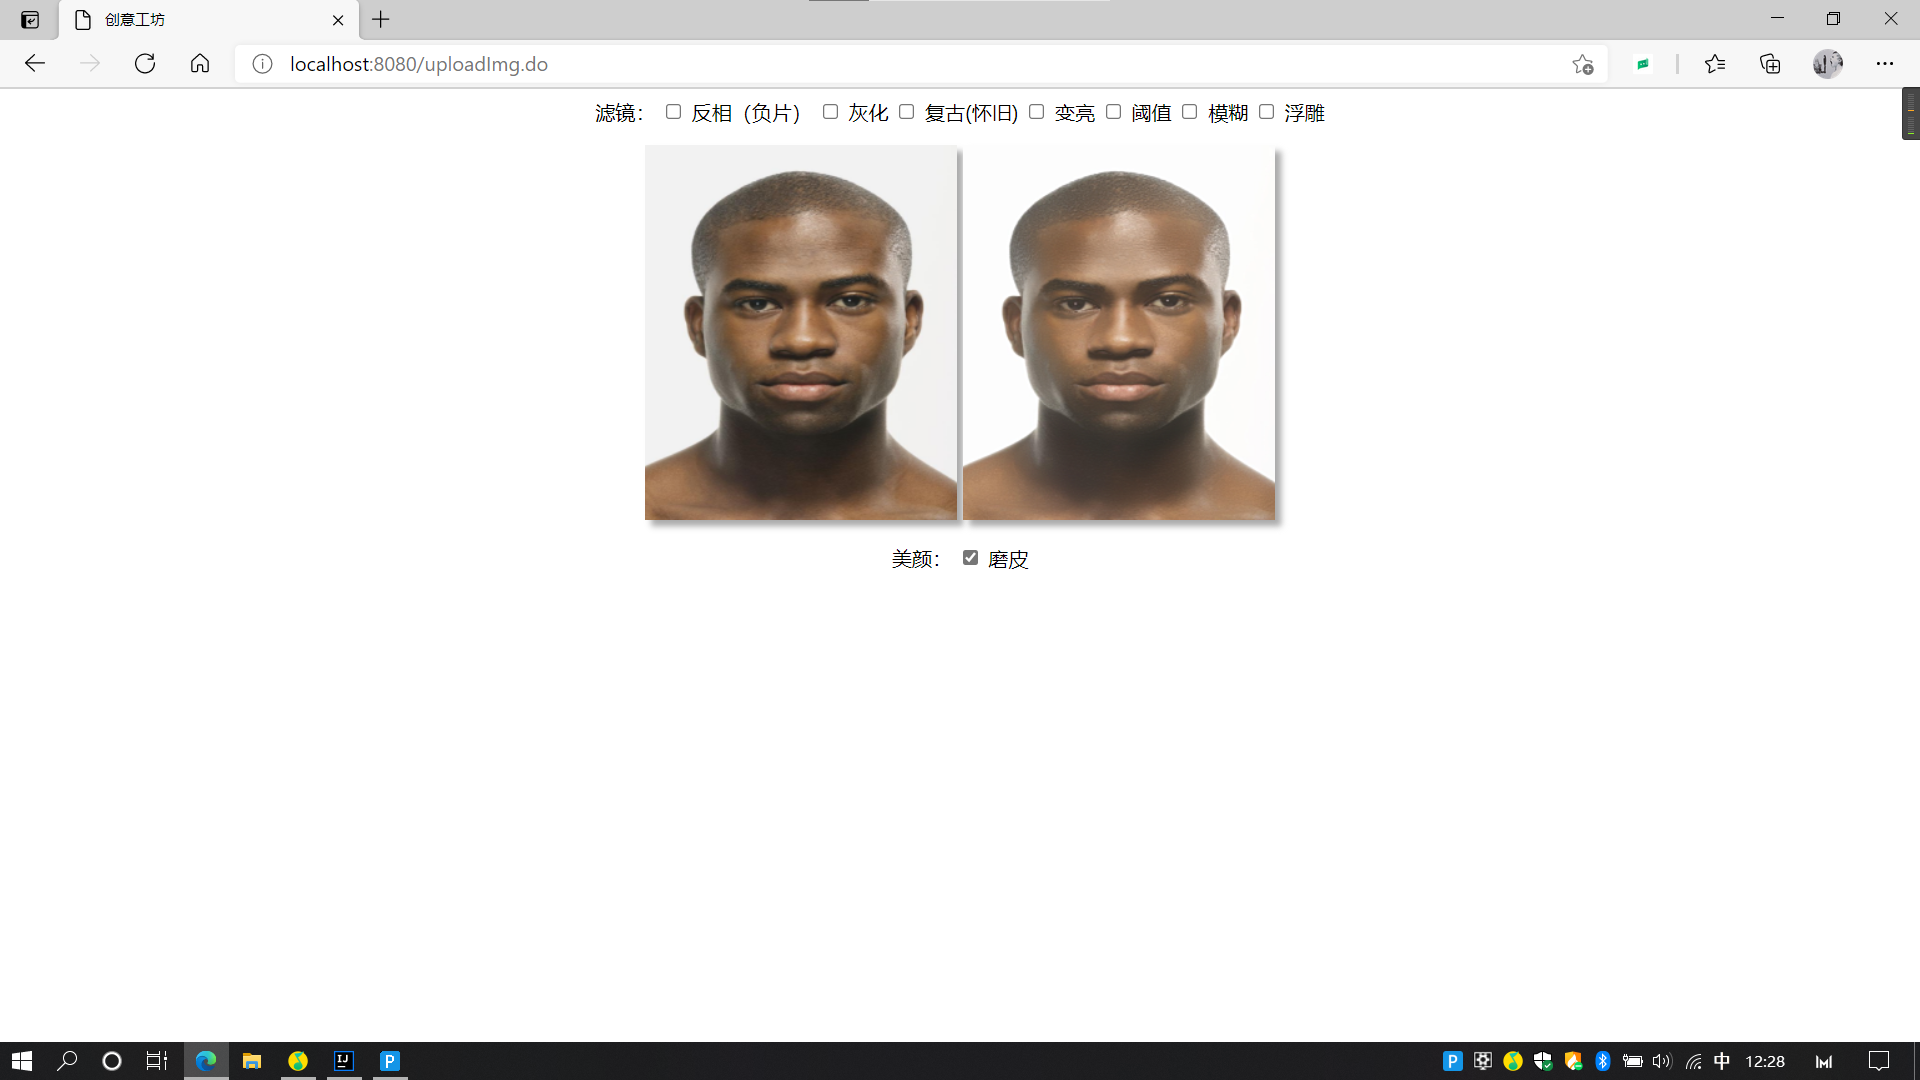 创意工坊
localhost:8080/uploadImg.do
滤镜： 反相（负片） 灰化 复古(怀旧) 变亮 阈值 模糊 浮雕
美颜： 磨皮
中 12:28